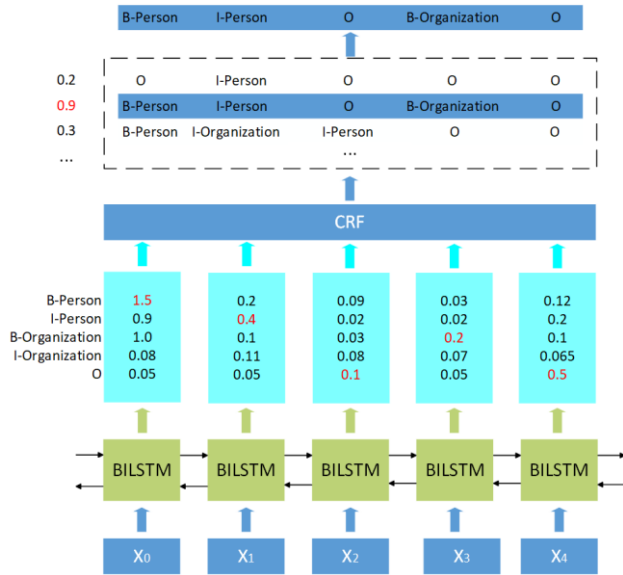 B-Person I-Person O B-Organization O
0.2 O I-Person O O O
0.9 B-Person I-Person O B-Organization O
0.3 B-Person I-Organization I-Person O O
... ...
CRF
B-Person 1.5 0.2 0.09 0.03 0.12
I-Person 0.9 0.4 0.02 0.02 0.2
B-Organization 1.0 0.1 0.03 0.2 0.1
I-Organization 0.08 0.11 0.08 0.07 0.065
O 0.05 0.05 0.1 0.05 0.5
BILSTM BILSTM BILSTM BILSTM BILSTM
X0 X1 X2 X3 X4